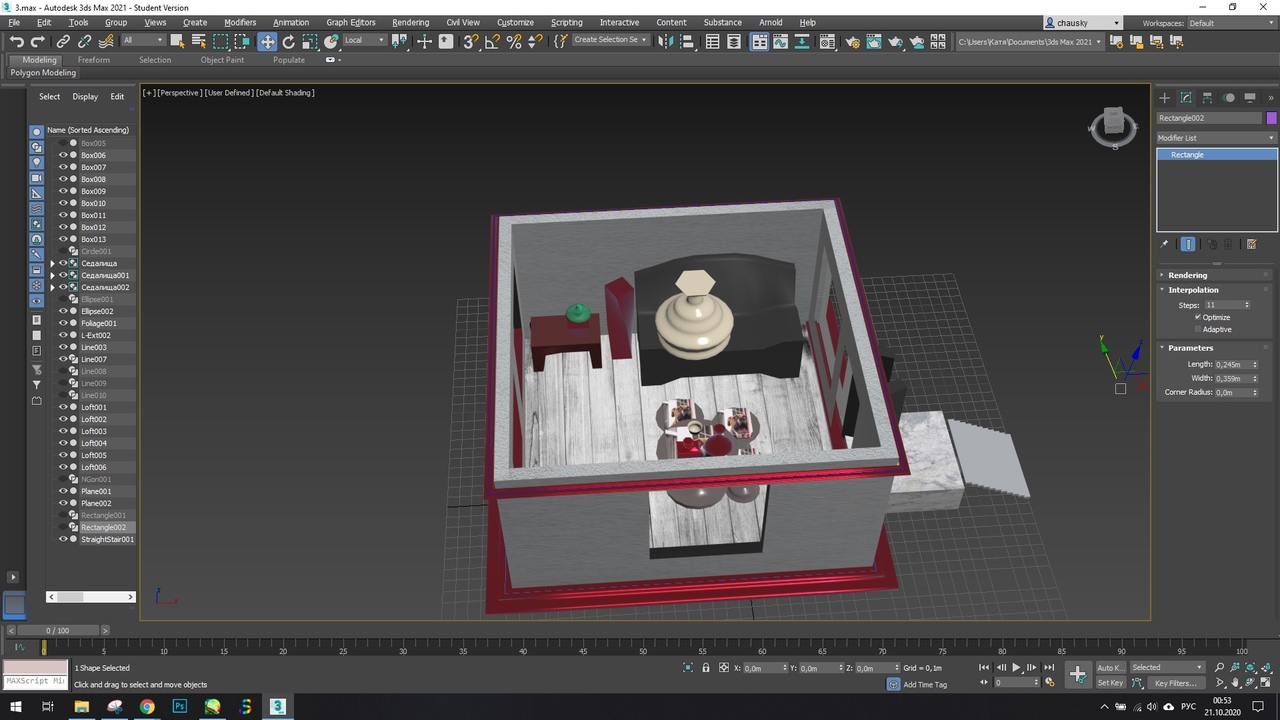 3.max - Autodesk 3ds Max 2021 - Student Version
File Edit Tools Group Views Create Modifiers Animation Graph Editors Rendering Civil View Customize Scripting Interactive Content Substance Arnold Help
chausky Workspaces: Default
All Local Create Selection Se C:\Users\Катя\Documents\3ds Max 2021
Modeling Freeform Selection Object Paint Populate
Polygon Modeling
Select Display Edit
[+] [Perspective] [User Defined] [Default Shading]
Name (Sorted Ascending)
Box005
Box006
Box007
Box008
Box009
Box010
Box011
Box012
Box013
Circle001
Седалища
Седалища001
Седалища002
Ellipse001
Ellipse002
Foliage001
L-Ext002
Line003
Line007
Line008
Line009
Line010
Loft001
Loft002
Loft003
Loft004
Loft005
Loft006
NGon001
Plane001
Plane002
Rectangle001
Rectangle002
StraightStair001
W S
Rectangle002
Modifier List
Rectangle
Rendering
Interpolation
Steps: 11
Optimize
Adaptive
Parameters
Length: 0,245m
Width: 0,359m
Corner Radius: 0,0m
0 / 100
0 5 10 15 20 25 30 35 40 45 50 55 60 65 70 75 80 85 90 95 100
1 Shape Selected
MAXScript Mi
Click and drag to select and move objects
X: 0,0m Y: 0,0m Z: 0,0m Grid = 0,1m
Add Time Tag
0
Auto K... Selected
Set Key Key Filters...
РУС
00:53
21.10.2020